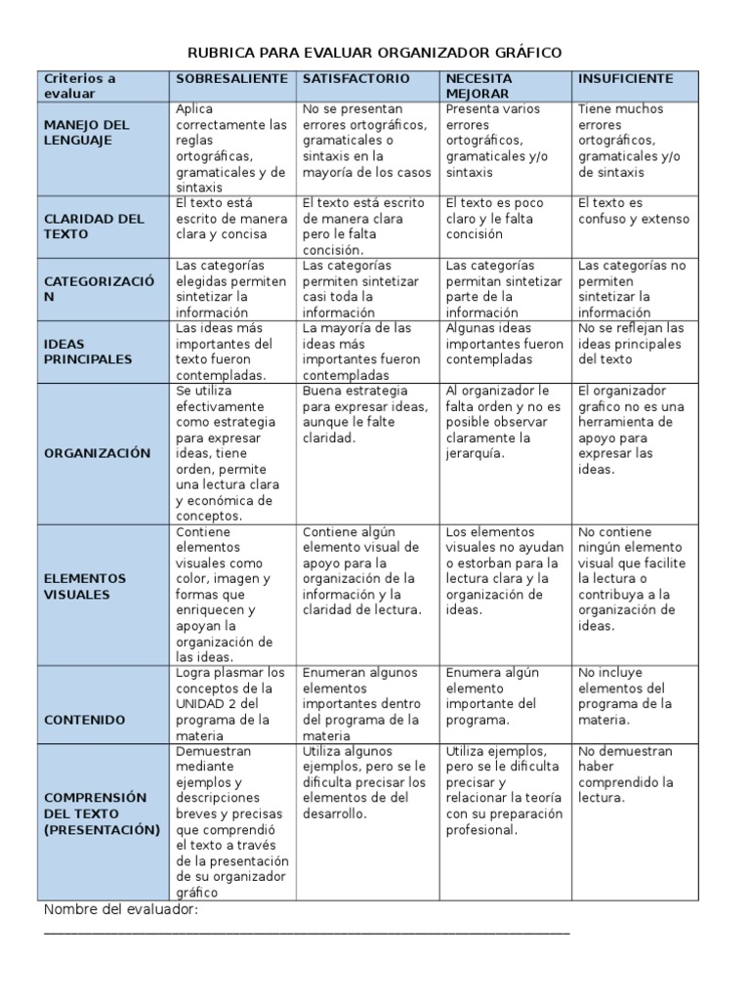 RUBRICA PARA EVALUAR ORGANIZADOR GRÁFICO
Criterios a
evaluar
SOBRESALIENTE
SATISFACTORIO
NECESITA
MEJORAR
INSUFICIENTE
MANEJO DEL
LENGUAJE
Aplica
correctamente las
reglas
ortográficas,
gramaticales y de
sintaxis
No se presentan
errores ortográficos,
gramaticales o
sintaxis en la
mayoría de los casos
Presenta varios
errores
ortográficos,
gramaticales y/o
sintaxis
Tiene muchos
errores
ortográficos,
gramaticales y/o
de sintaxis
CLARIDAD DEL
TEXTO
El texto está
escrito de manera
clara y concisa
El texto está escrito
de manera clara
pero le falta
concisión.
El texto es poco
claro y le falta
concisión
El texto es
confuso y extenso
CATEGORIZACIÓ
N
Las categorías
elegidas permiten
sintetizar la
información
Las categorías
permiten sintetizar
casi toda la
información
Las categorías
permitan sintetizar
parte de la
información
Las categorías no
permiten
sintetizar la
información
IDEAS
PRINCIPALES
Las ideas más
importantes del
texto fueron
contempladas.
La mayoría de las
ideas más
importantes fueron
contempladas
Algunas ideas
importantes fueron
contempladas
No se reflejan las
ideas principales
del texto
ORGANIZACIÓN
Se utiliza
efectivamente
como estrategia
para expresar
ideas, tiene
orden, permite
una lectura clara
y económica de
conceptos.
Buena estrategia
para expresar ideas,
aunque le falte
claridad.
Al organizador le
falta orden y no es
posible observar
claramente la
jerarquía.
El organizador
grafico no es una
herramienta de
apoyo para
expresar las
ideas.
ELEMENTOS
VISUALES
Contiene
elementos
visuales como
color, imagen y
formas que
enriquecen y
apoyan la
organización de
las ideas.
Contiene algún
elemento visual de
apoyo para la
organización de la
información y la
claridad de lectura.
Los elementos
visuales no ayudan
o estorban para la
lectura clara y la
organización de
ideas.
No contiene
ningún elemento
visual que facilite
la lectura o
contribuya a la
organización de
ideas.
CONTENIDO
Logra plasmar los
conceptos de la
UNIDAD 2 del
programa de la
materia
Enumeran algunos
elementos
importantes dentro
del programa de la
materia
Enumera algún
elemento
importante del
programa.
No incluye
elementos del
programa de la
materia.
COMPRENSIÓN
DEL TEXTO
(PRESENTACIÓN)
Demuestran
mediante
ejemplos y
descripciones
breves y precisas
que comprendió
el texto a través
de la presentación
de su organizador
gráfico
Utiliza algunos
ejemplos, pero se le
dificulta precisar los
elementos de del
desarrollo.
Utiliza ejemplos,
pero se le dificulta
precisar y
relacionar la teoría
con su preparación
profesional.
No demuestran
haber
comprendido la
lectura.
Nombre del evaluador: